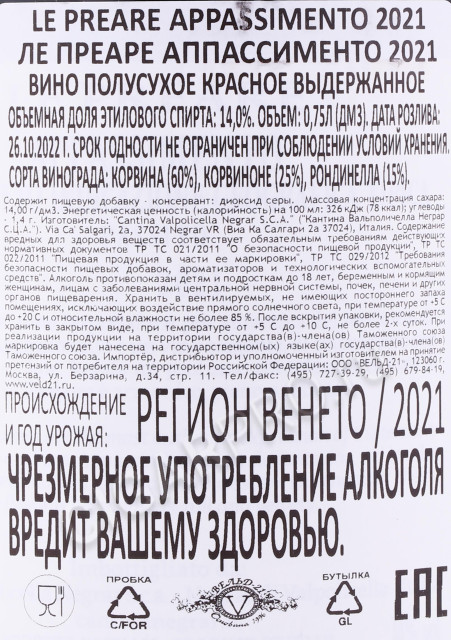 LE PREARE APPASSIMENTO 2021
ЛЕ ПРЕАРЕ АППАССИМЕНТО 2021
ВИНО ПОЛУСУХОЕ КРАСНОЕ ВЫДЕРЖАННОЕ
ОБЪЕМНАЯ ДОЛЯ ЭТИЛОВОГО СПИРТА: 14,0%. ОБЪЕМ: 0,75Л (ДМ3). ДАТА РОЗЛИВА:
26.10.2022 Г. СРОК ГОДНОСТИ НЕ ОГРАНИЧЕН ПРИ СОБЛЮДЕНИИ УСЛОВИЙ ХРАНЕНИЯ.
СОРТА ВИНОГРАДА: КОРВИНА (60%), КОРВИНОНЕ (25%), РОНДИНЕЛЛА (15%).
Содержит пищевую добавку - консервант: диоксид серы. Массовая концентрация сахара:
14,00 г/дм3. Энергетическая ценность (калорийность) на 100 мл: 326 кДж (78 ккал); углеводы
- 1,4 г. Изготовитель: "Cantina Valpolicella Negrar S.C.A." ("Кантина Вальполичелла Неграр
С.Ц.А."). Via Ca' Salgari, 2a, 37024 Negrar VR (Виа Ка Салгари 2а 37024), Италия. Содержание
вредных для здоровья веществ соответствует обязательным требованиям действующих
нормативных документов ТР ТС 021/2011 "О безопасности пищевой продукции", ТР ТС
022/2011 "Пищевая продукция в части ее маркировки", ТР ТС 029/2012 "Требования
безопасности пищевых добавок, ароматизаторов и технологических вспомогательных
средств". Алкоголь противопоказан детям и подросткам до 18 лет, беременным и кормящим
женщинам, лицам с заболеваниями центральной нервной системы, почек, печени и других
органов пищеварения. Хранить в вентилируемых, не имеющих постороннего запаха
помещениях, исключающих воздействие прямого солнечного света, при температуре от +5°С
до +20 С и относительной влажности не более 85 %. После вскрытия упаковки, рекомендуется
хранить в закрытом виде, при температуре от +5 С до +10 С, не более 2-х суток. При
реализации продукции на территории государства(в)-члена(ов) Таможенного союза
маркировка будет нанесена на государственном(ых) языке(ах) государства(в)-члена(ов)
Таможенного союза. Импортёр, дистрибьютор и уполномоченный изготовителем на принятие
претензий от потребителя на территории Российской Федерации: ООО «ВЕЛЬД-21», 123060 г.
Москва, ул. Берзарина, д.34, стр. 11. Тел/факс: (495) 727-39-29, (495) 679-84-19,
www.veld21.ru.
ПРОИСХОЖДЕНИЕ
И ГОД УРОЖАЯ:
РЕГИОН ВЕНЕТО / 2021
ЧРЕЗМЕРНОЕ УПОТРЕБЛЕНИЕ АЛКОГОЛЯ
ВРЕДИТ ВАШЕМУ ЗДОРОВЬЮ.
ПРОБКА
C/FOR
ВЕЛЬД-21
Основана 1996
БУТЫЛКА
GL
ЕАС